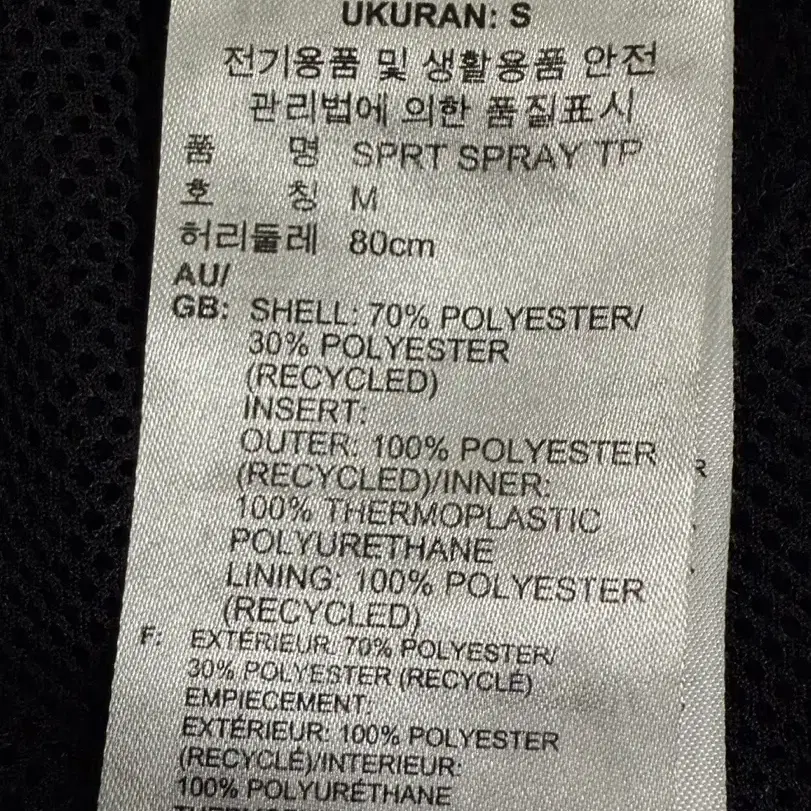 UKURAN: S
전기용품 및 생활용품 안전
관리법에 의한 품질표시
품 명 SPRT SPRAY TP
호 칭 M
허리둘레 80cm
AU/
GB: SHELL: 70% POLYESTER/
30% POLYESTER
(RECYCLED)
INSERT:
OUTER: 100% POLYESTER
(RECYCLED)/INNER:
100% THERMOPLASTIC
POLYURETHANE
LINING: 100% POLYESTER
(RECYCLED)
F: EXTÉRIEUR: 70% POLYESTER/
30% POLYESTER (RECYCLÉ)
EMPIECEMENT:
EXTÉRIEUR: 100% POLYESTER
(RECYCLÉ)/INTERIEUR:
100% POLYURÉTHANE